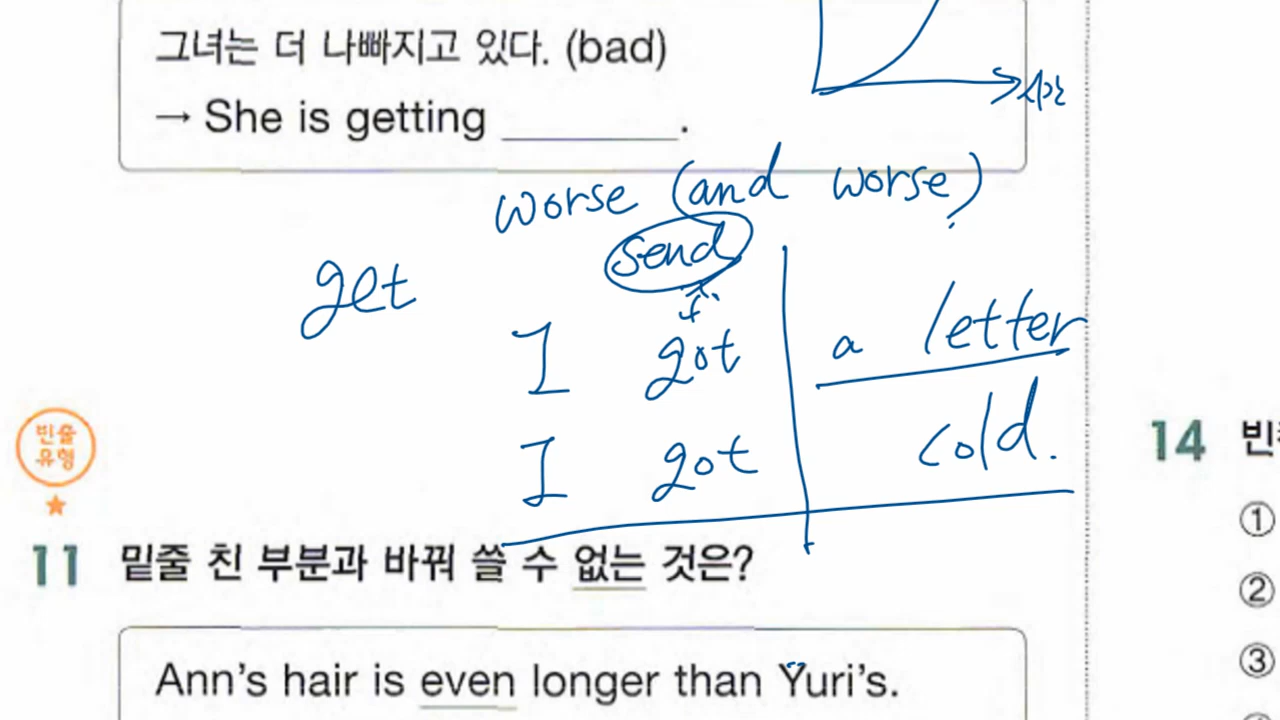 그녀는 더 나빠지고 있다. (bad)
→ She is getting ________.
시간
worse (and worse)
send
get
I got a letter
I got cold.
빈출
유형
11 밑줄 친 부분과 바꿔 쓸 수 없는 것은?
Ann's hair is even longer than Yuri's.
14
①
②
③